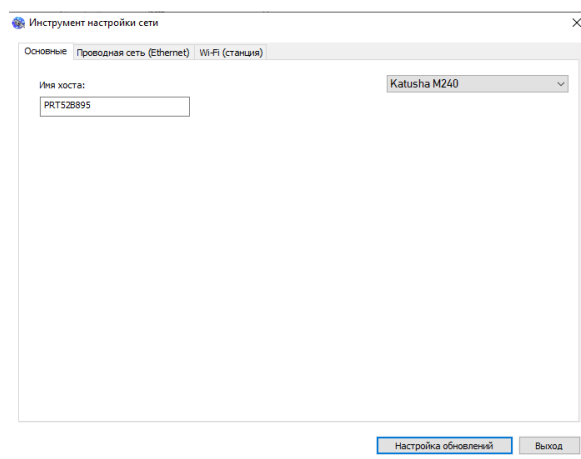 Инструмент настройки сети
Основные Проводная сеть (Ethernet) Wi-Fi (станция)
Имя хоста:
Katusha M240
PRT52B895
Настройка обновлений Выход